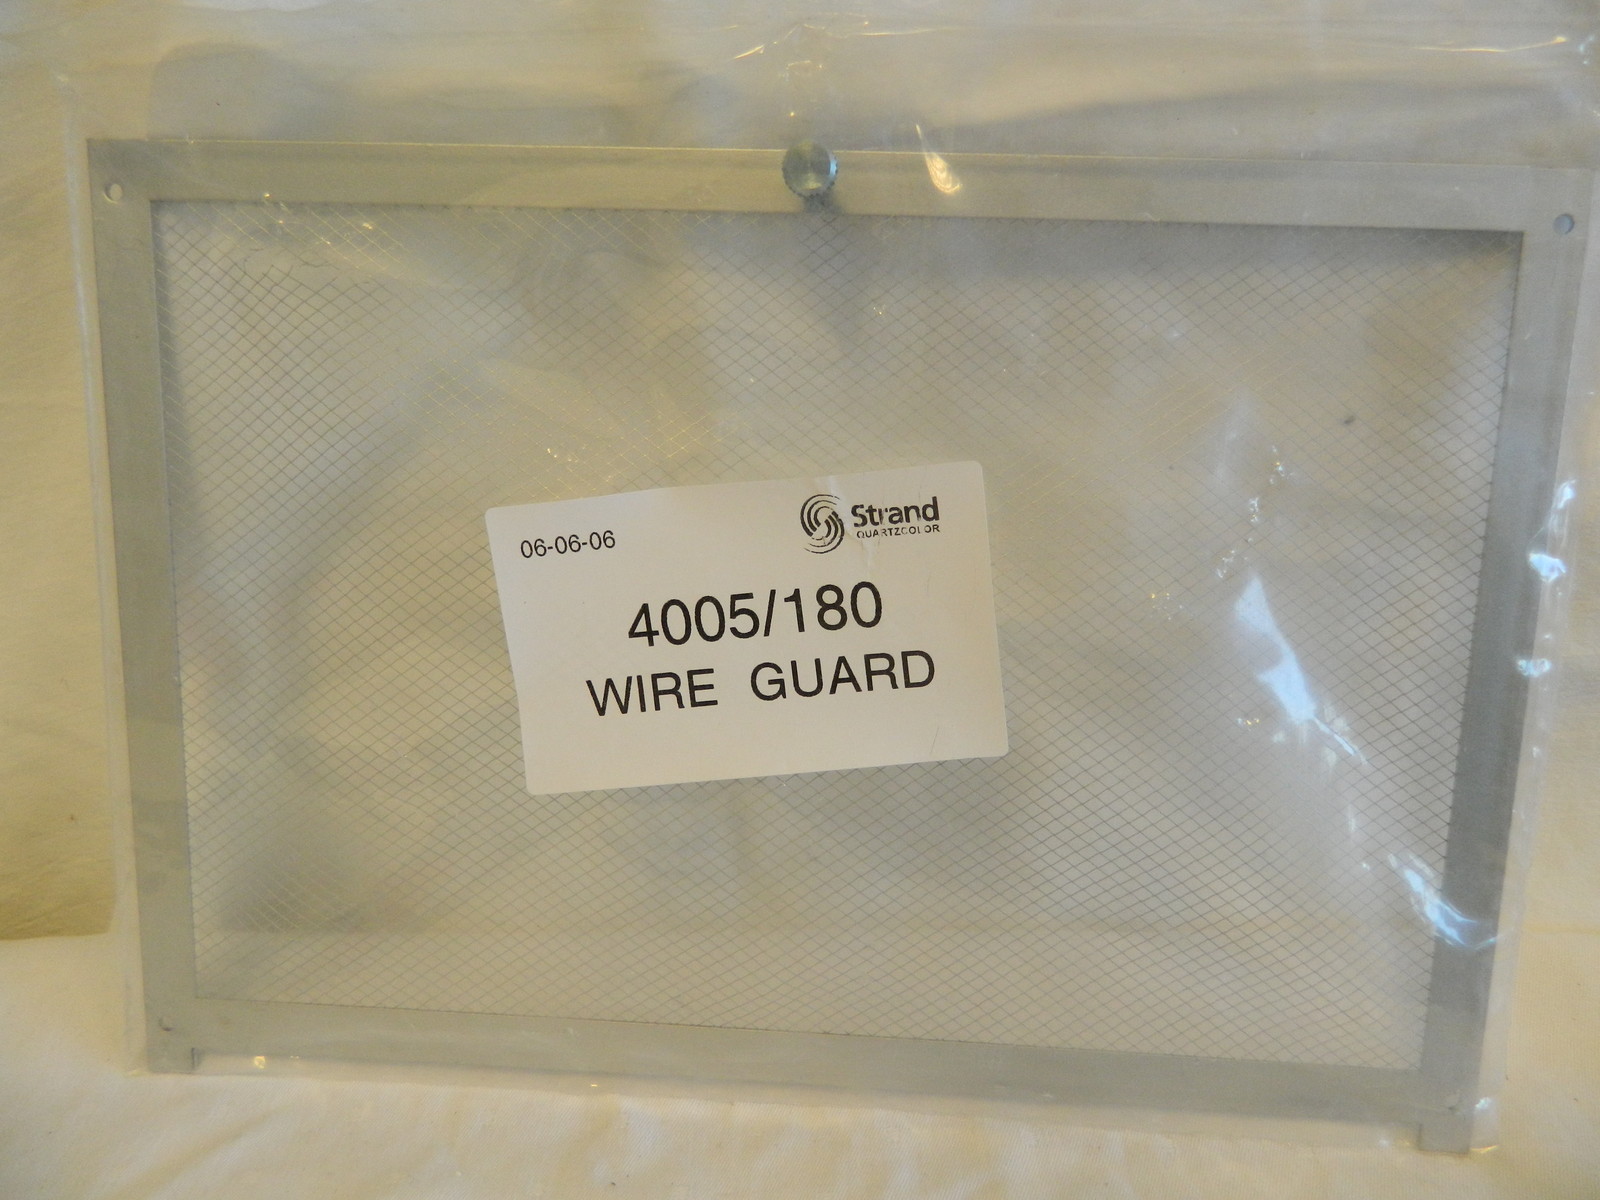 06-06-06
Strand
QUARTZCOLOR
4005/180
WIRE GUARD